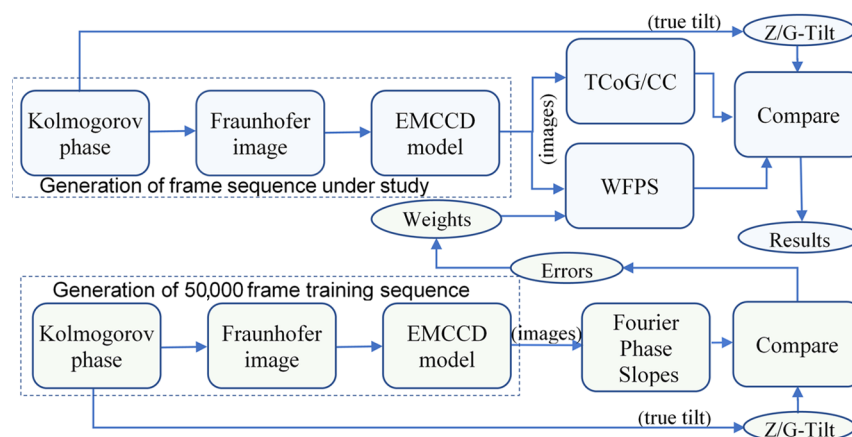 (true tilt)
Z/G-Tilt
Kolmogorov
phase
Fraunhofer
image
EMCCD
model
(images)
TCoG/CC
WFPS
Compare
Generation of frame sequence under study
Weights
Results
Errors
Generation of 50,000 frame training sequence
Kolmogorov
phase
Fraunhofer
image
EMCCD
model
(images)
Fourier
Phase
Slopes
Compare
(true tilt)
Z/G-Tilt